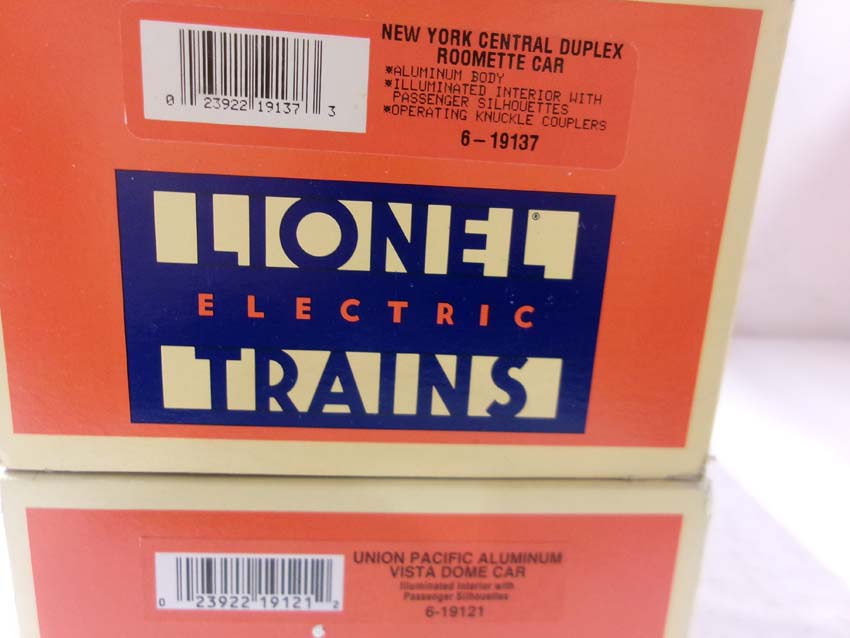 NEW YORK CENTRAL DUPLEX
ROOMETTE CAR
*ALUMINUM BODY
*ILLUMINATED INTERIOR WITH
PASSENGER SILHOUETTES
*OPERATING KNUCKLE COUPLERS
6-19137
0 23922 19137 3
LIONEL®
ELECTRIC
TRAINS
UNION PACIFIC ALUMINUM
VISTA DOME CAR
Illuminated Interior with
Passenger Silhouettes
6-19121
0 23922 19121 2